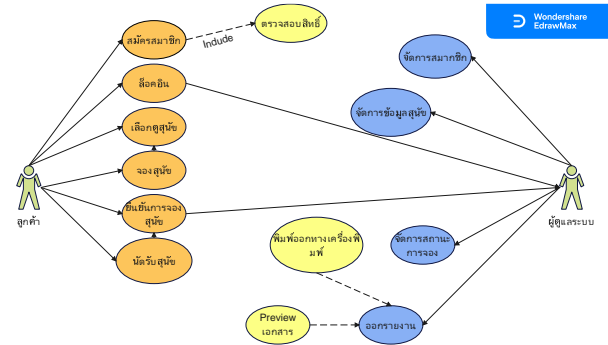 Wondershare
EdrawMax
สมัครสมาชิก
ตรวจสอบสิทธิ์
Indude
จัดการสมาชิก
ล็อคอิน
จัดการข้อมูลสุนัข
เลือกดูสุนัข
จองสุนัข
ลูกค้า
ยืนยันการจอง
สุนัข
ผู้ดูแลระบบ
พิมพ์ออกทางเครื่องพิ
มพ์
จัดการสถานะ
การจอง
นัดรับสุนัข
Preview
เอกสาร
ออกรายงาน